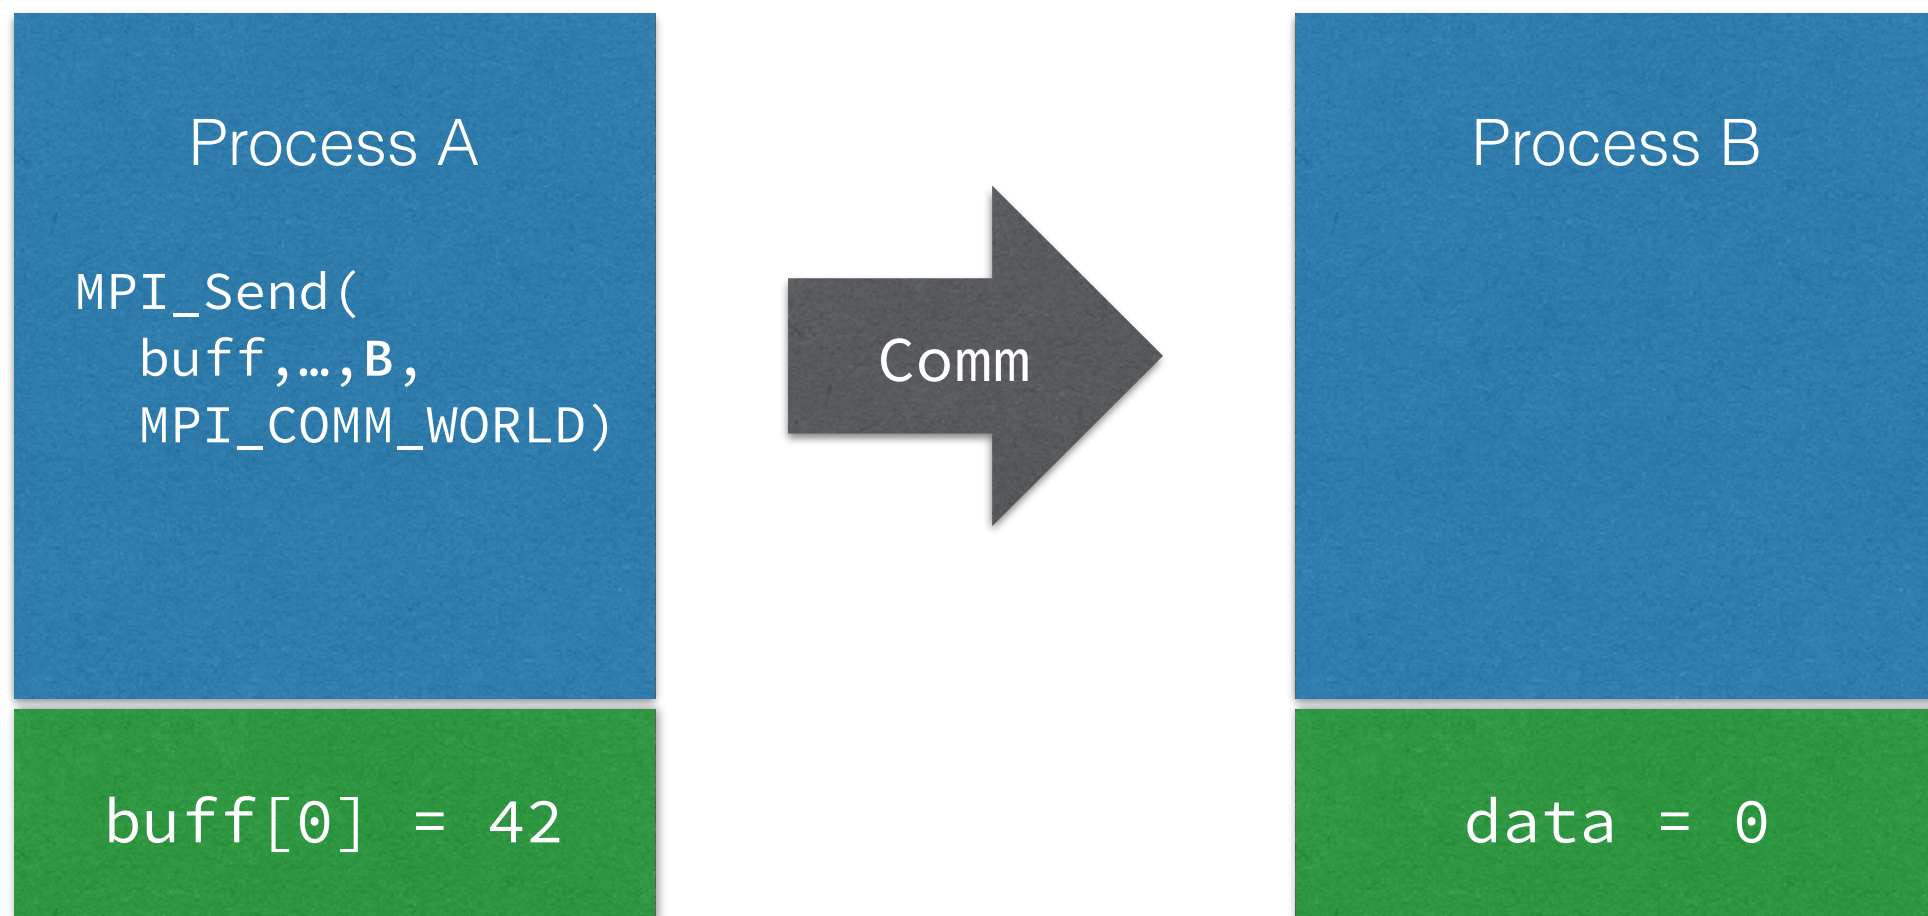 Process A
MPI_Send(
buff,…,B,
MPI_COMM_WORLD)
buff[0] = 42
Comm
Process B
data = 0